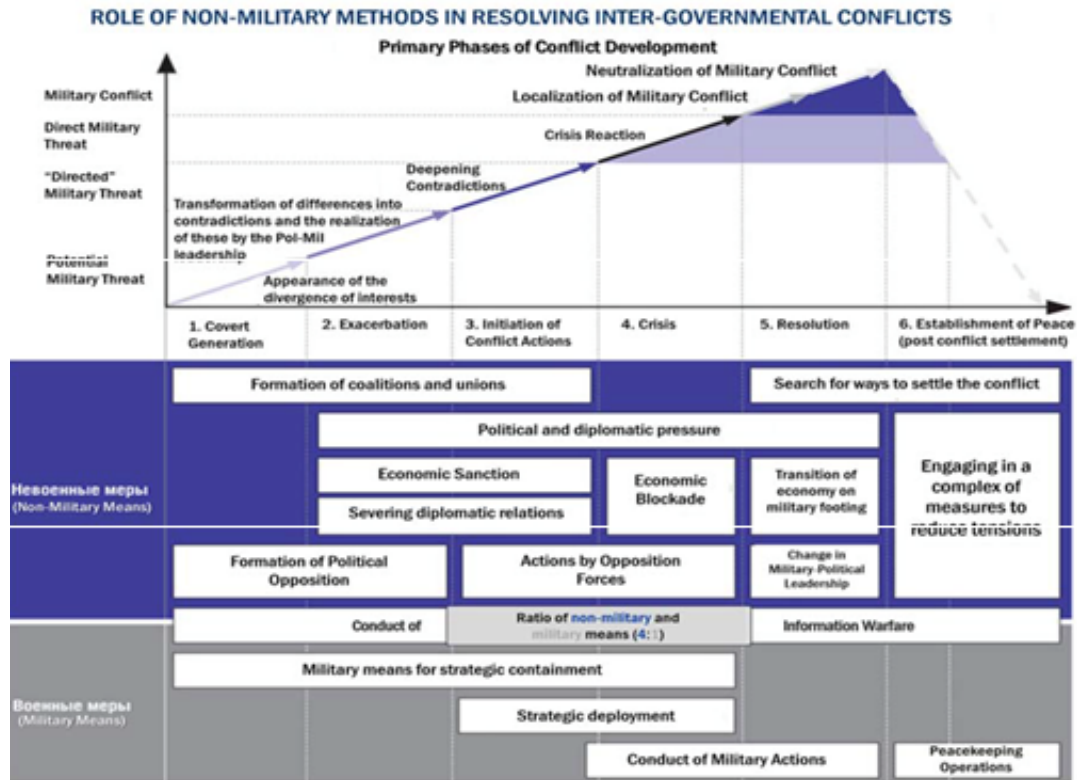 ROLE OF NON-MILITARY METHODS IN RESOLVING INTER-GOVERNMENTAL CONFLICTS
Primary Phases of Conflict Development
Neutralization of Military Conflict
Military Conflict
Localization of Military Conflict
Direct Military
Threat
Crisis Reaction
"Directed"
Military Threat
Deepening
Contradictions
Transformation of differences into
contradictions and the realization
of these by the Pol-Mil
leadership
Potential
Military Threat
Appearance of the
divergence of interests
1. Covert
Generation
2. Exacerbation
3. Initiation of
Conflict Actions
4. Crisis
5. Resolution
6. Establishment of Peace
(post conflict settlement)
Formation of coalitions and unions
Search for ways to settle the conflict
Political and diplomatic pressure
Невоенные меры
(Non-Military Means)
Economic Sanction
Severing diplomatic relations
Economic
Blockade
Transition of
economy on
military footing
Engaging in a
complex of
measures to
reduce tensions
Formation of Political
Opposition
Actions by Opposition
Forces
Change in
Military-Political
Leadership
Conduct of
Ratio of non-military and
military means (4:1)
Information Warfare
Military means for strategic containment
Военные меры
(Military Means)
Strategic deployment
Conduct of Military Actions
Peacekeeping
Operations